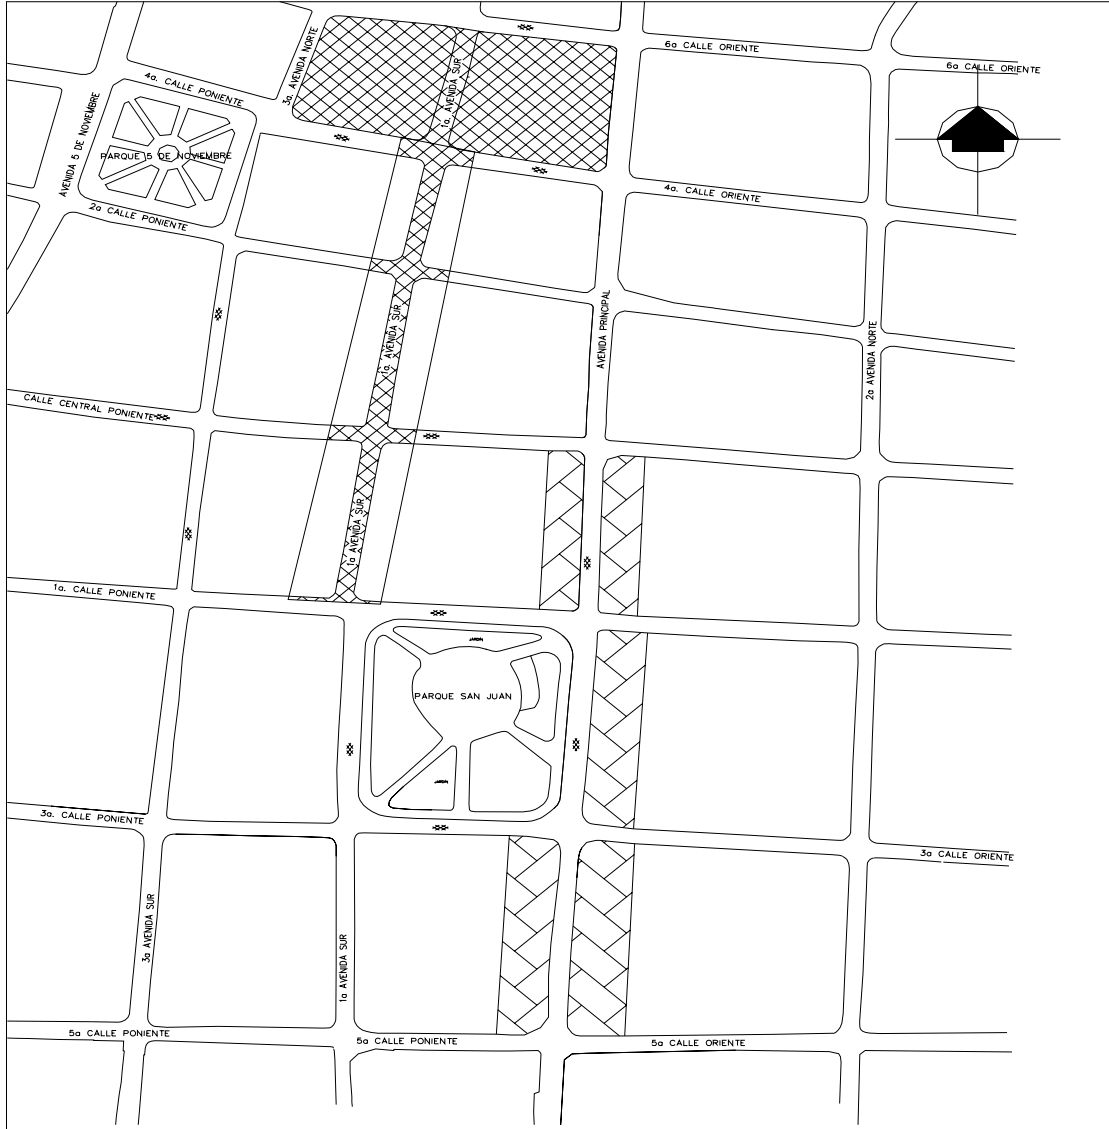 6a CALLE ORIENTE
6a CALLE ORIENTE
3a. AVENIDA NORTE
1a. AVENIDA SUR
4a. CALLE PONIENTE
AVENIDA 5 DE NOVIEMBRE
PARQUE 5 DE NOVIEMBRE
4a. CALLE ORIENTE
2a CALLE PONIENTE
AVENIDA PRINCIPAL
1a. AVENIDA SUR
2a AVENIDA NORTE
CALLE CENTRAL PONIENTE
1a AVENIDA SUR
1a. CALLE PONIENTE
JARDIN
PARQUE SAN JUAN
JARDIN
3a. CALLE PONIENTE
3a CALLE ORIENTE
3a AVENIDA SUR
1a AVENIDA SUR
5a CALLE PONIENTE
5a CALLE PONIENTE
5a CALLE ORIENTE